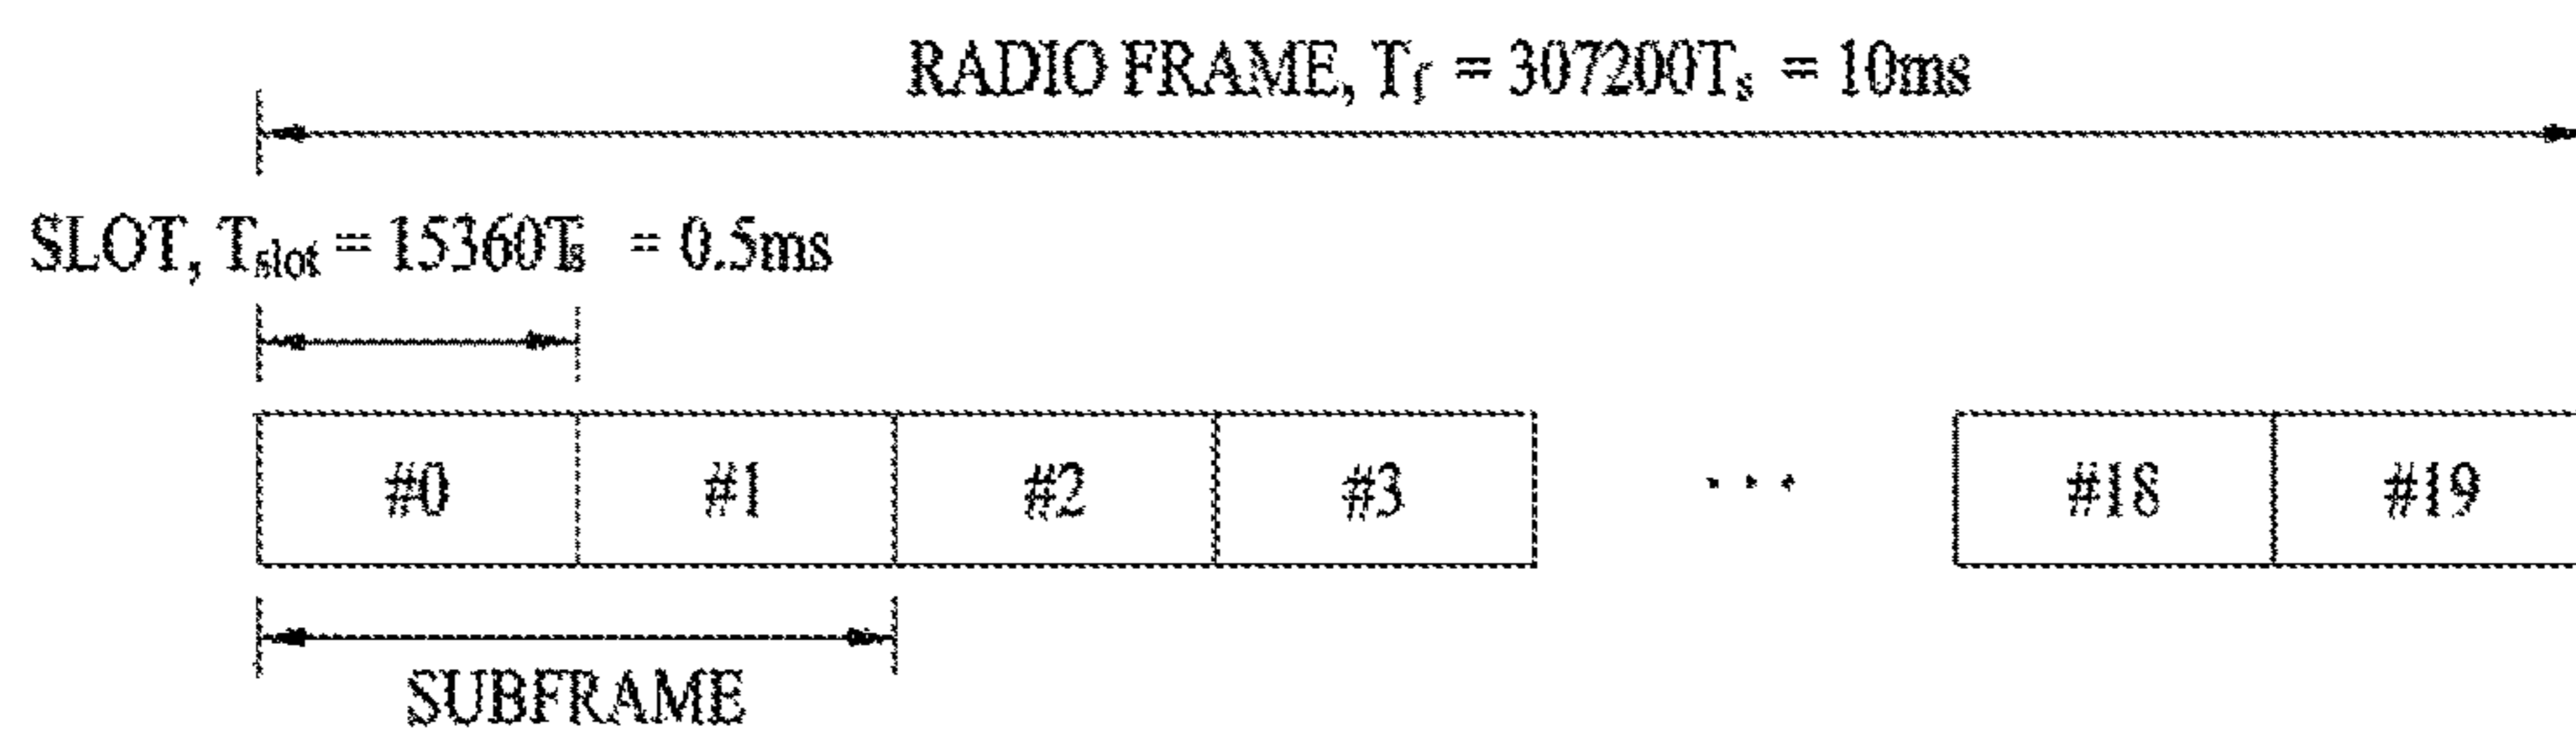 RADIO FRAME, Tf = 307200Ts = 10ms
SLOT, Tslot = 15360Ts = 0.5ms
#0 #1 #2 #3 · · · #18 #19
SUBFRAME